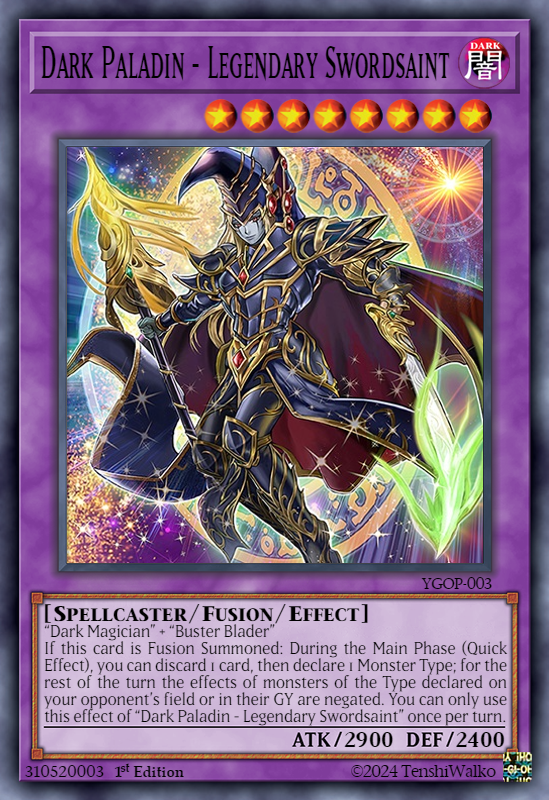 Dark Paladin - Legendary Swordsaint
DARK
闇
YGOP-003
[Spellcaster/Fusion/Effect]
“Dark Magician” + “Buster Blader”
If this card is Fusion Summoned: During the Main Phase (Quick
Effect), you can discard 1 card, then declare 1 Monster Type; for the
rest of the turn the effects of monsters of the Type declared on
your opponent’s field or in their GY are negated. You can only use
this effect of “Dark Paladin - Legendary Swordsaint” once per turn.
ATK/2900 DEF/2400
310520003 1st Edition
©2024 TenshiWalko